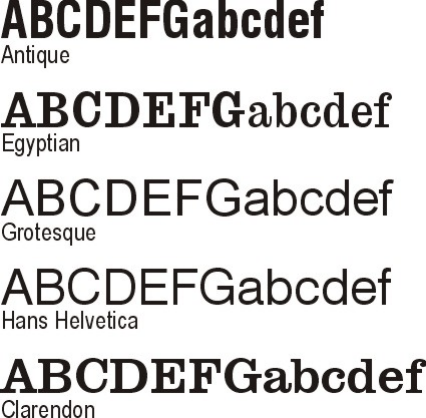 ABCDEFGabcdef
Antique
ABCDEFGabcdef
Egyptian
ABCDEFGabcdef
Grotesque
ABCDEFGabcdef
Hans Helvetica
ABCDEFGabcdef
Clarendon